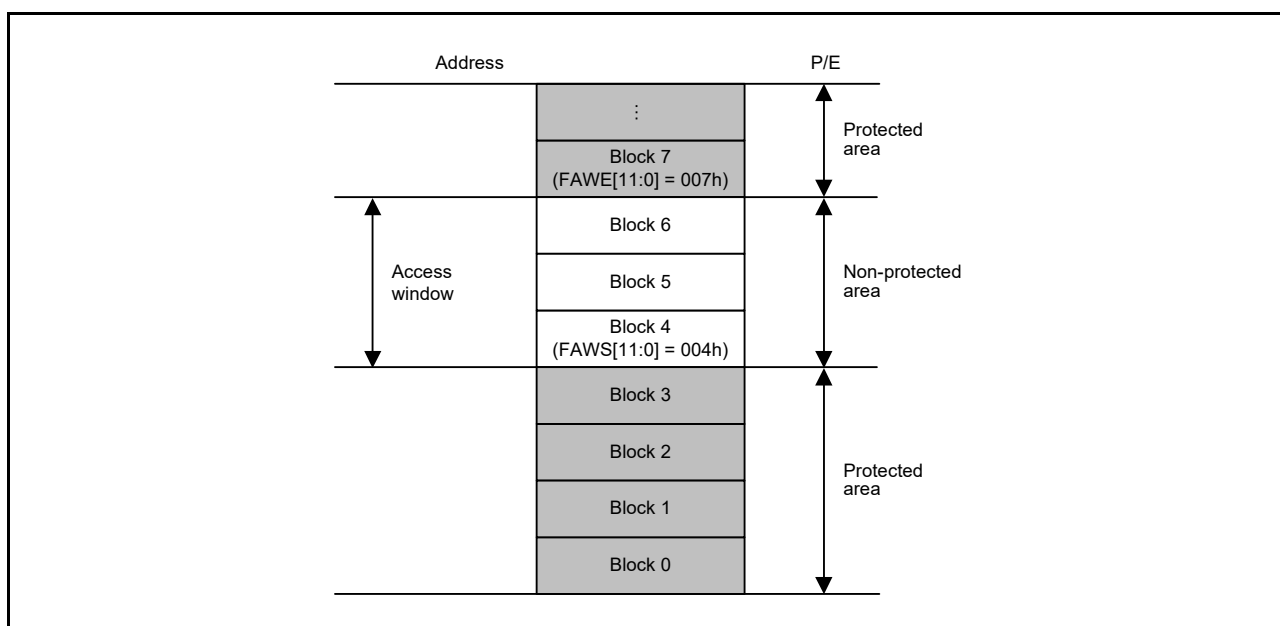 Address
P/E
⋮
Protected
area
Block 7
(FAWE[11:0] = 007h)
Block 6
Access
window
Block 5
Non-protected
area
Block 4
(FAWS[11:0] = 004h)
Block 3
Block 2
Protected
area
Block 1
Block 0